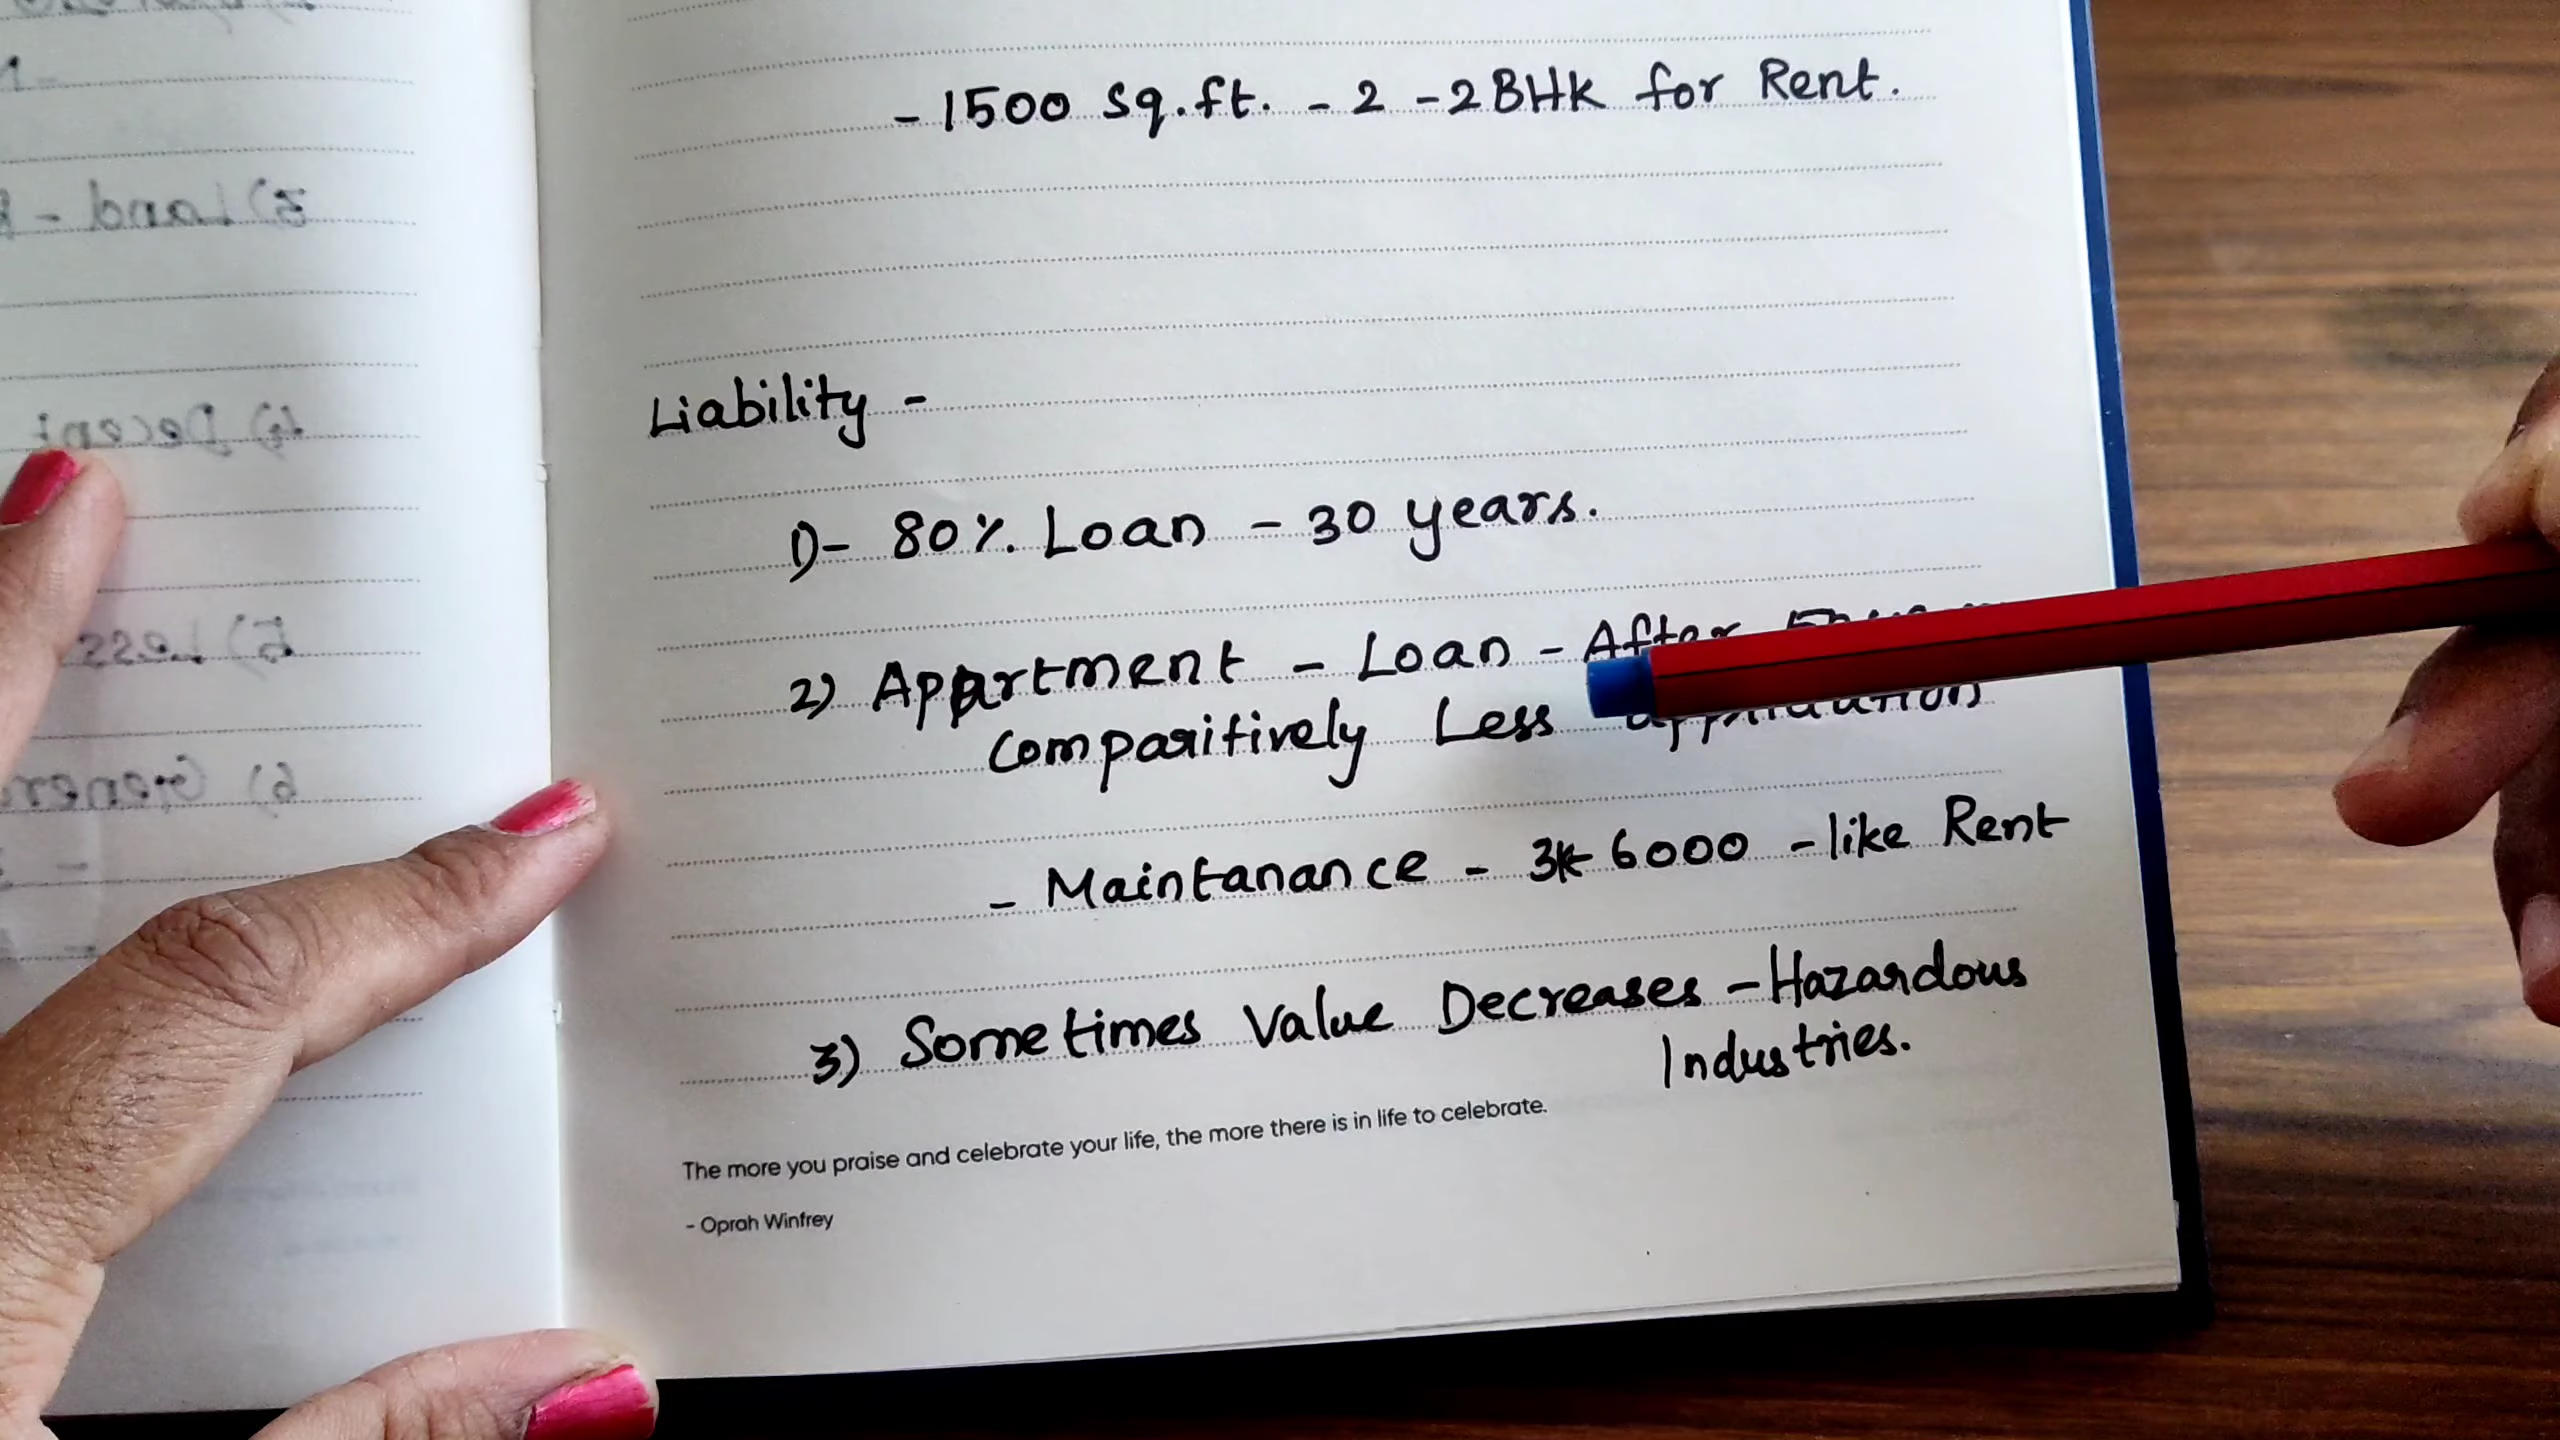 - 1500 sq.ft. - 2 - 2BHK for Rent.
Liability -
1) - 80% Loan - 30 years.
2) Appartment - Loan - After
Comparitively Less
- Maintanance - 3k 6000 - like Rent
3) Sometimes Value Decreases - Hazardous
Industries.
The more you praise and celebrate your life, the more there is in life to celebrate.
- Oprah Winfrey